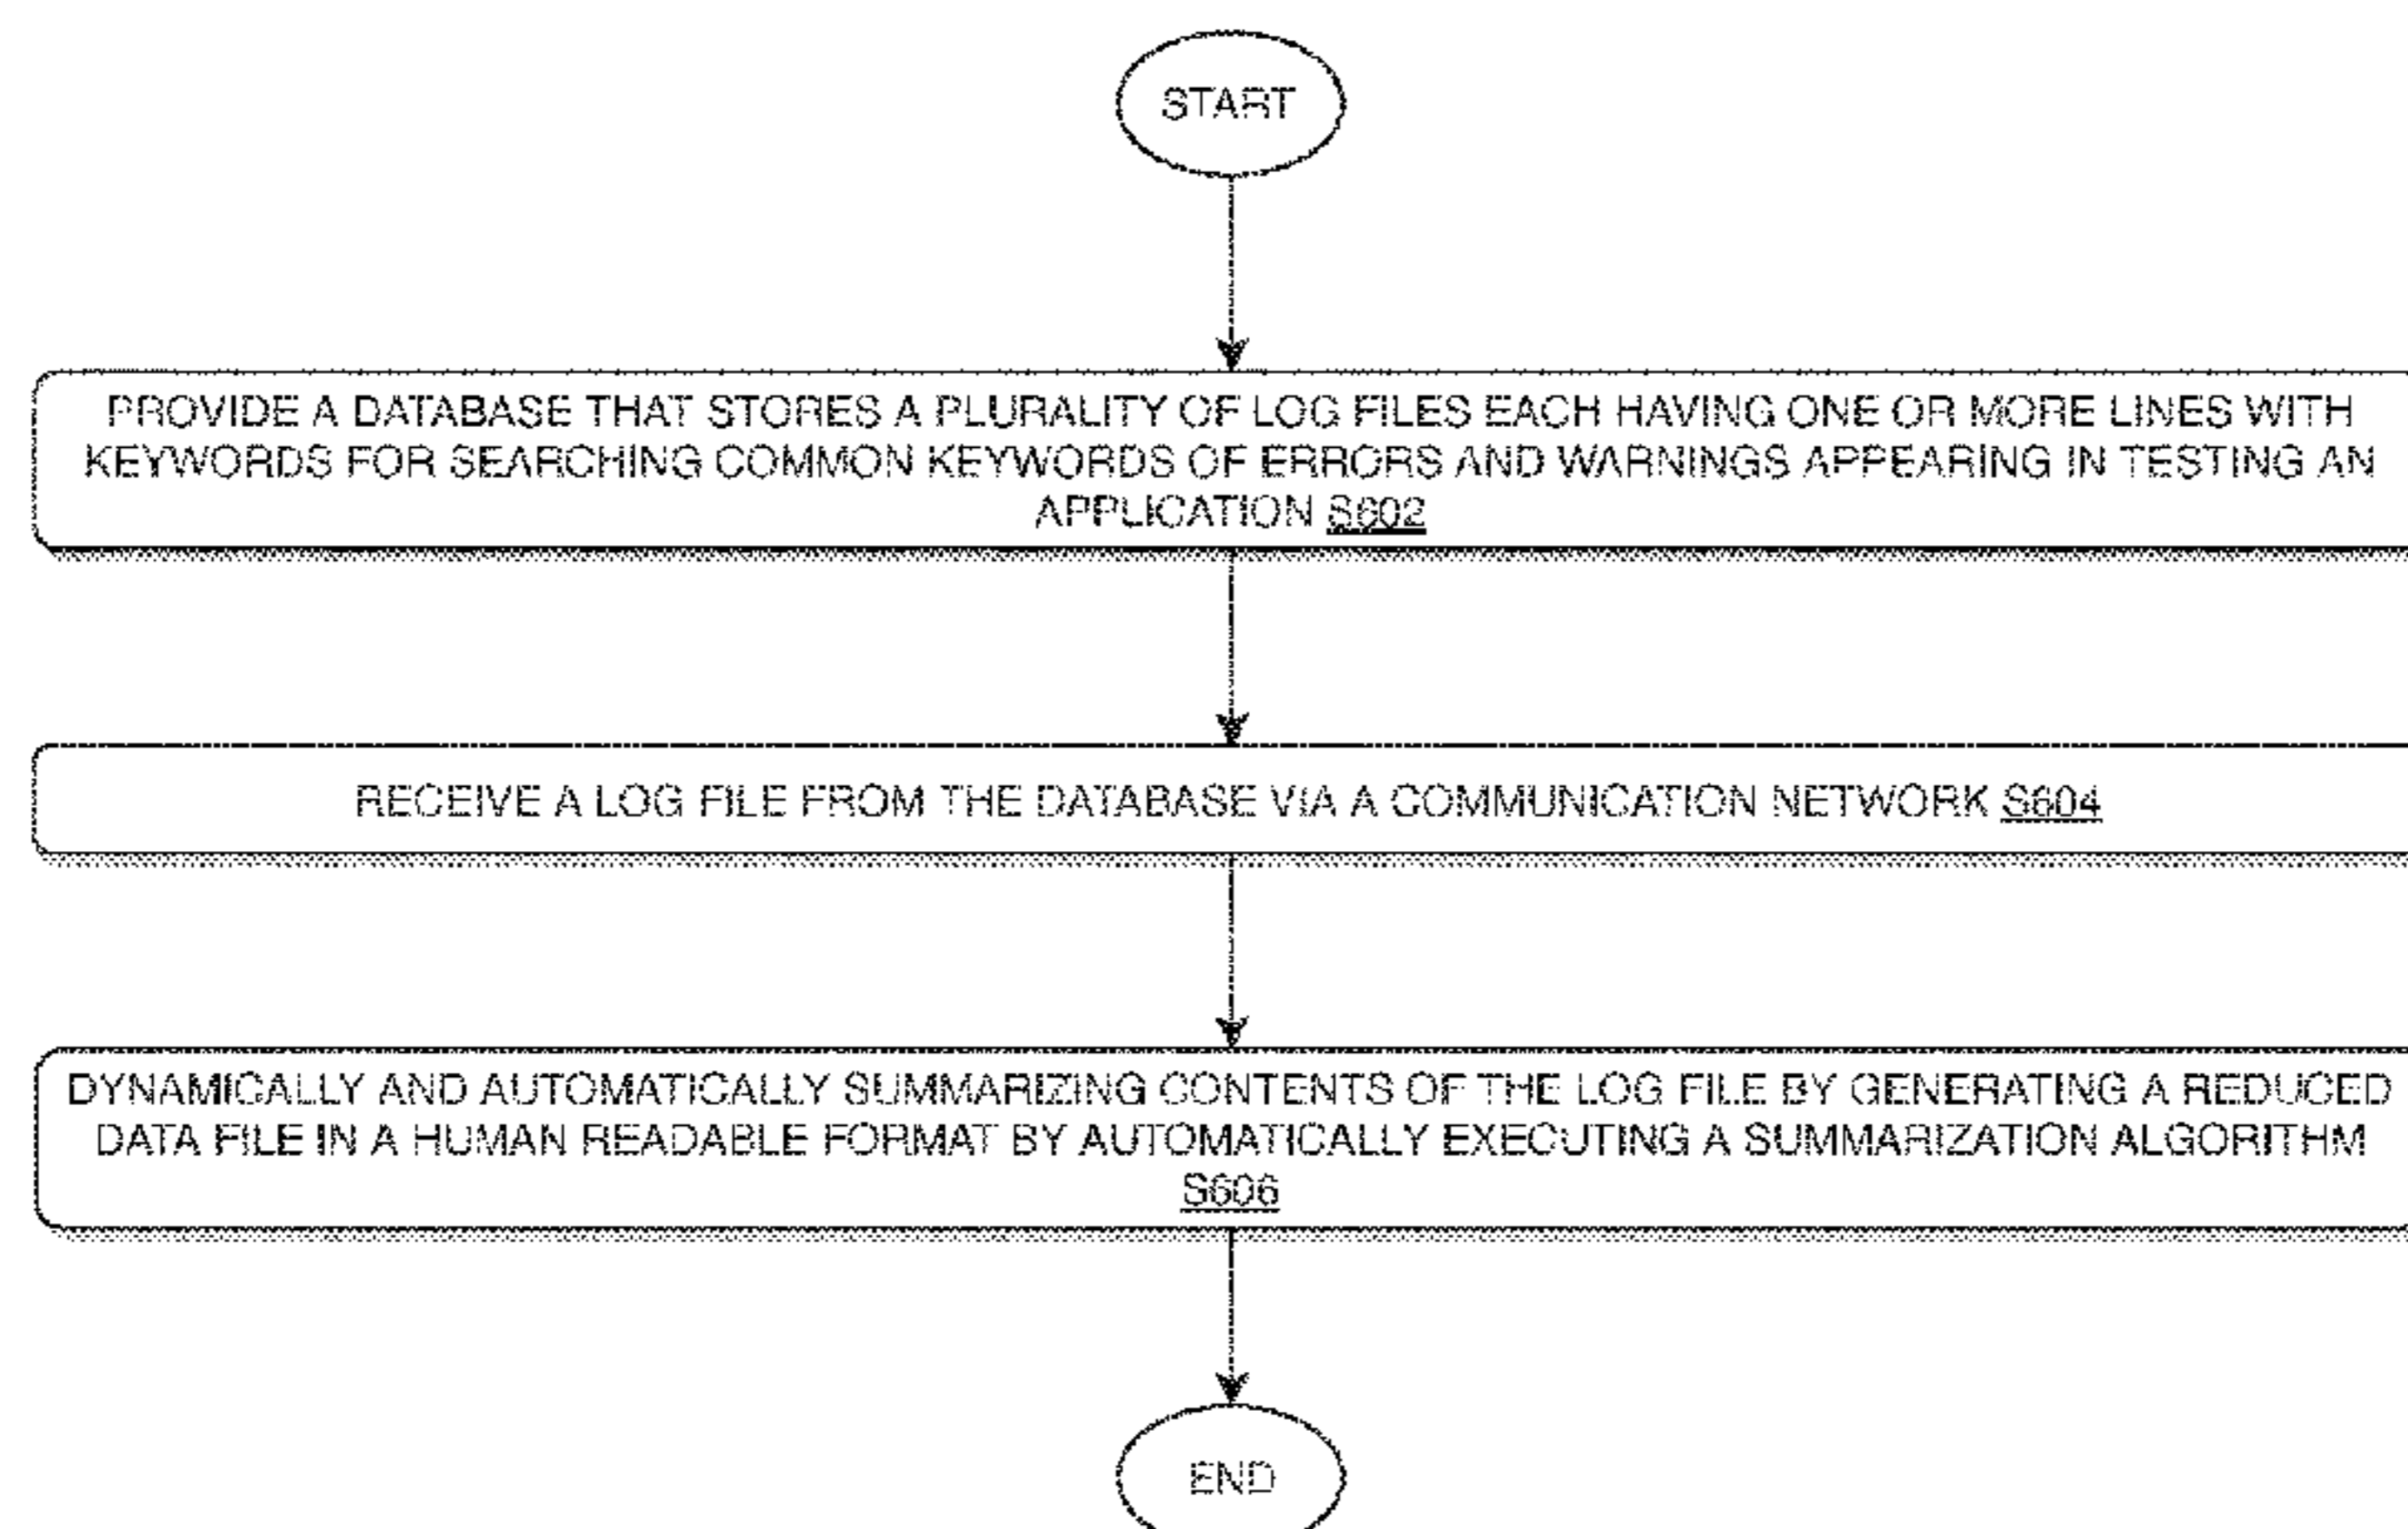 START
PROVIDE A DATABASE THAT STORES A PLURALITY OF LOG FILES EACH HAVING ONE OR MORE LINES WITH
KEYWORDS FOR SEARCHING COMMON KEYWORDS OF ERRORS AND WARNINGS APPEARING IN TESTING AN
APPLICATION S602
RECEIVE A LOG FILE FROM THE DATABASE VIA A COMMUNICATION NETWORK S604
DYNAMICALLY AND AUTOMATICALLY SUMMARIZING CONTENTS OF THE LOG FILE BY GENERATING A REDUCED
DATA FILE IN A HUMAN READABLE FORMAT BY AUTOMATICALLY EXECUTING A SUMMARIZATION ALGORITHM
S606
END